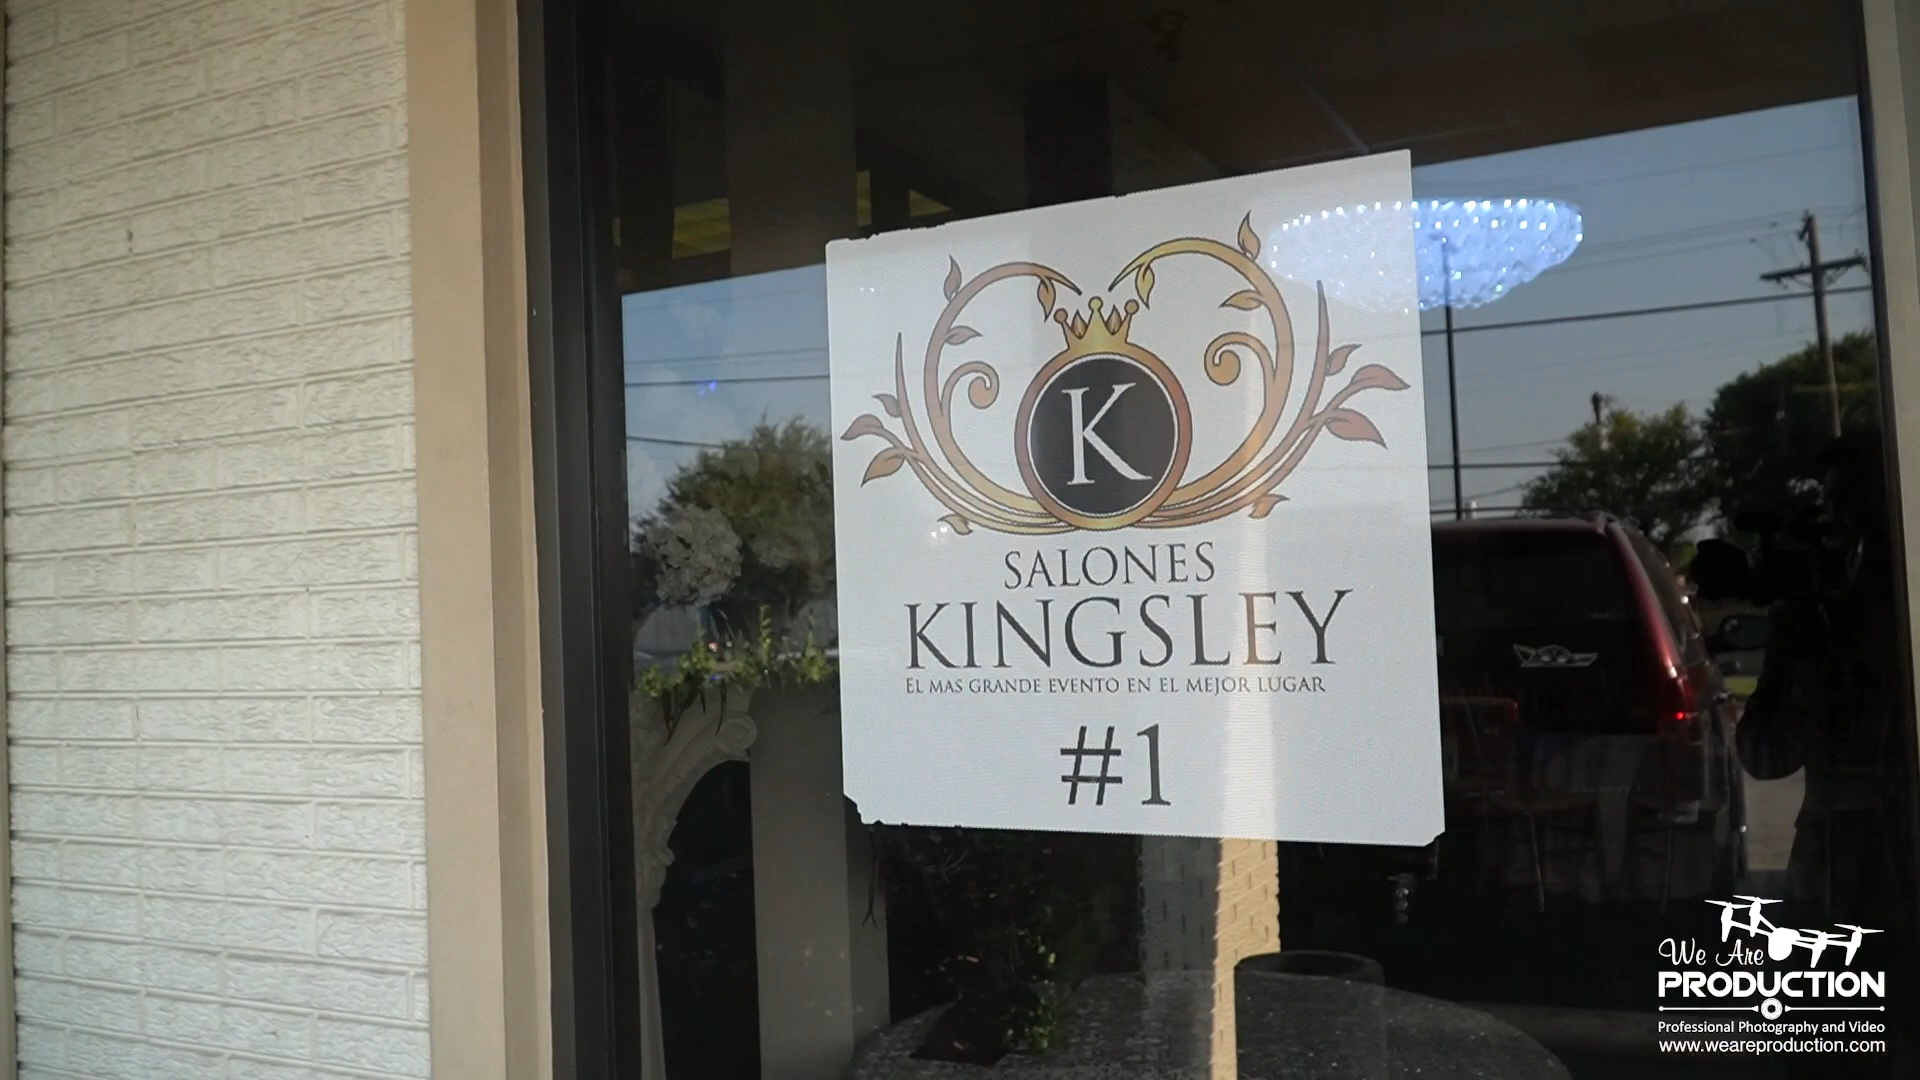 K
SALONES
KINGSLEY
EL MAS GRANDE EVENTO EN EL MEJOR LUGAR
#1
We Are
PRODUCTION
Professional Photography and Video
www.weareproduction.com